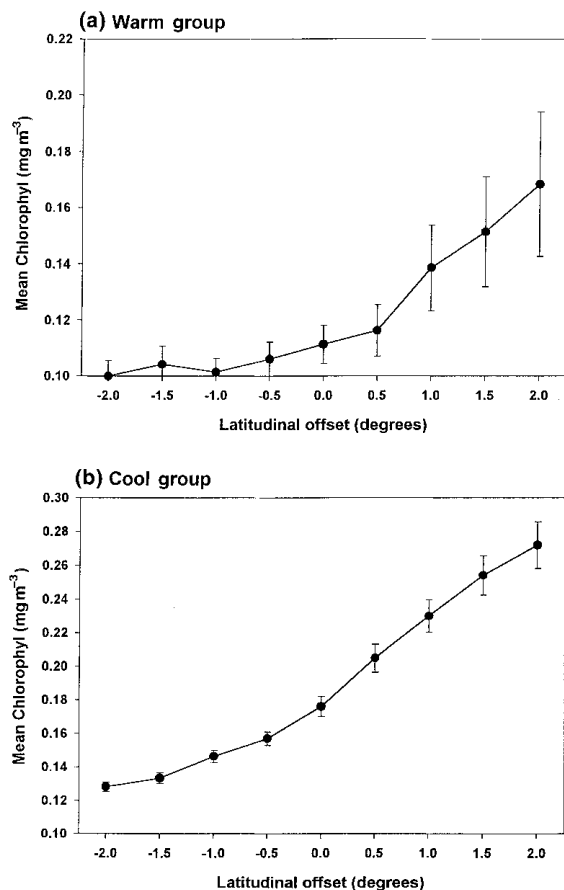 (a) Warm group
Mean Chlorophyl (mg m⁻³)
0.22
0.20
0.18
0.16
0.14
0.12
0.10
-2.0 -1.5 -1.0 -0.5 0.0 0.5 1.0 1.5 2.0
Latitudinal offset (degrees)
(b) Cool group
Mean Chlorophyl (mg m⁻³)
0.30
0.28
0.26
0.24
0.22
0.20
0.18
0.16
0.14
0.12
0.10
-2.0 -1.5 -1.0 -0.5 0.0 0.5 1.0 1.5 2.0
Latitudinal offset (degrees)